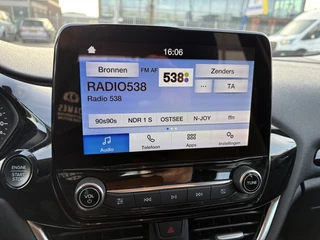 16:06
Bronnen
FM AF
538
Zenders
RADIO538
Radio 538
...
TA
90s90s NDR 1 S OSTSEE N-JOY R
Audio Telefoon Apps Instellingen
VOL
TUNE
START
STOP